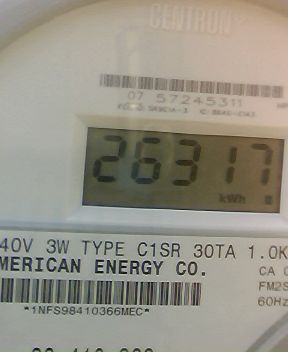 CENTRON
07 57245311
26317
kWh
40V 3W TYPE C1SR 30TA 1.0K
MERICAN ENERGY CO.
CA 0
FM2S
60Hz
*1NFS98410366MEC*